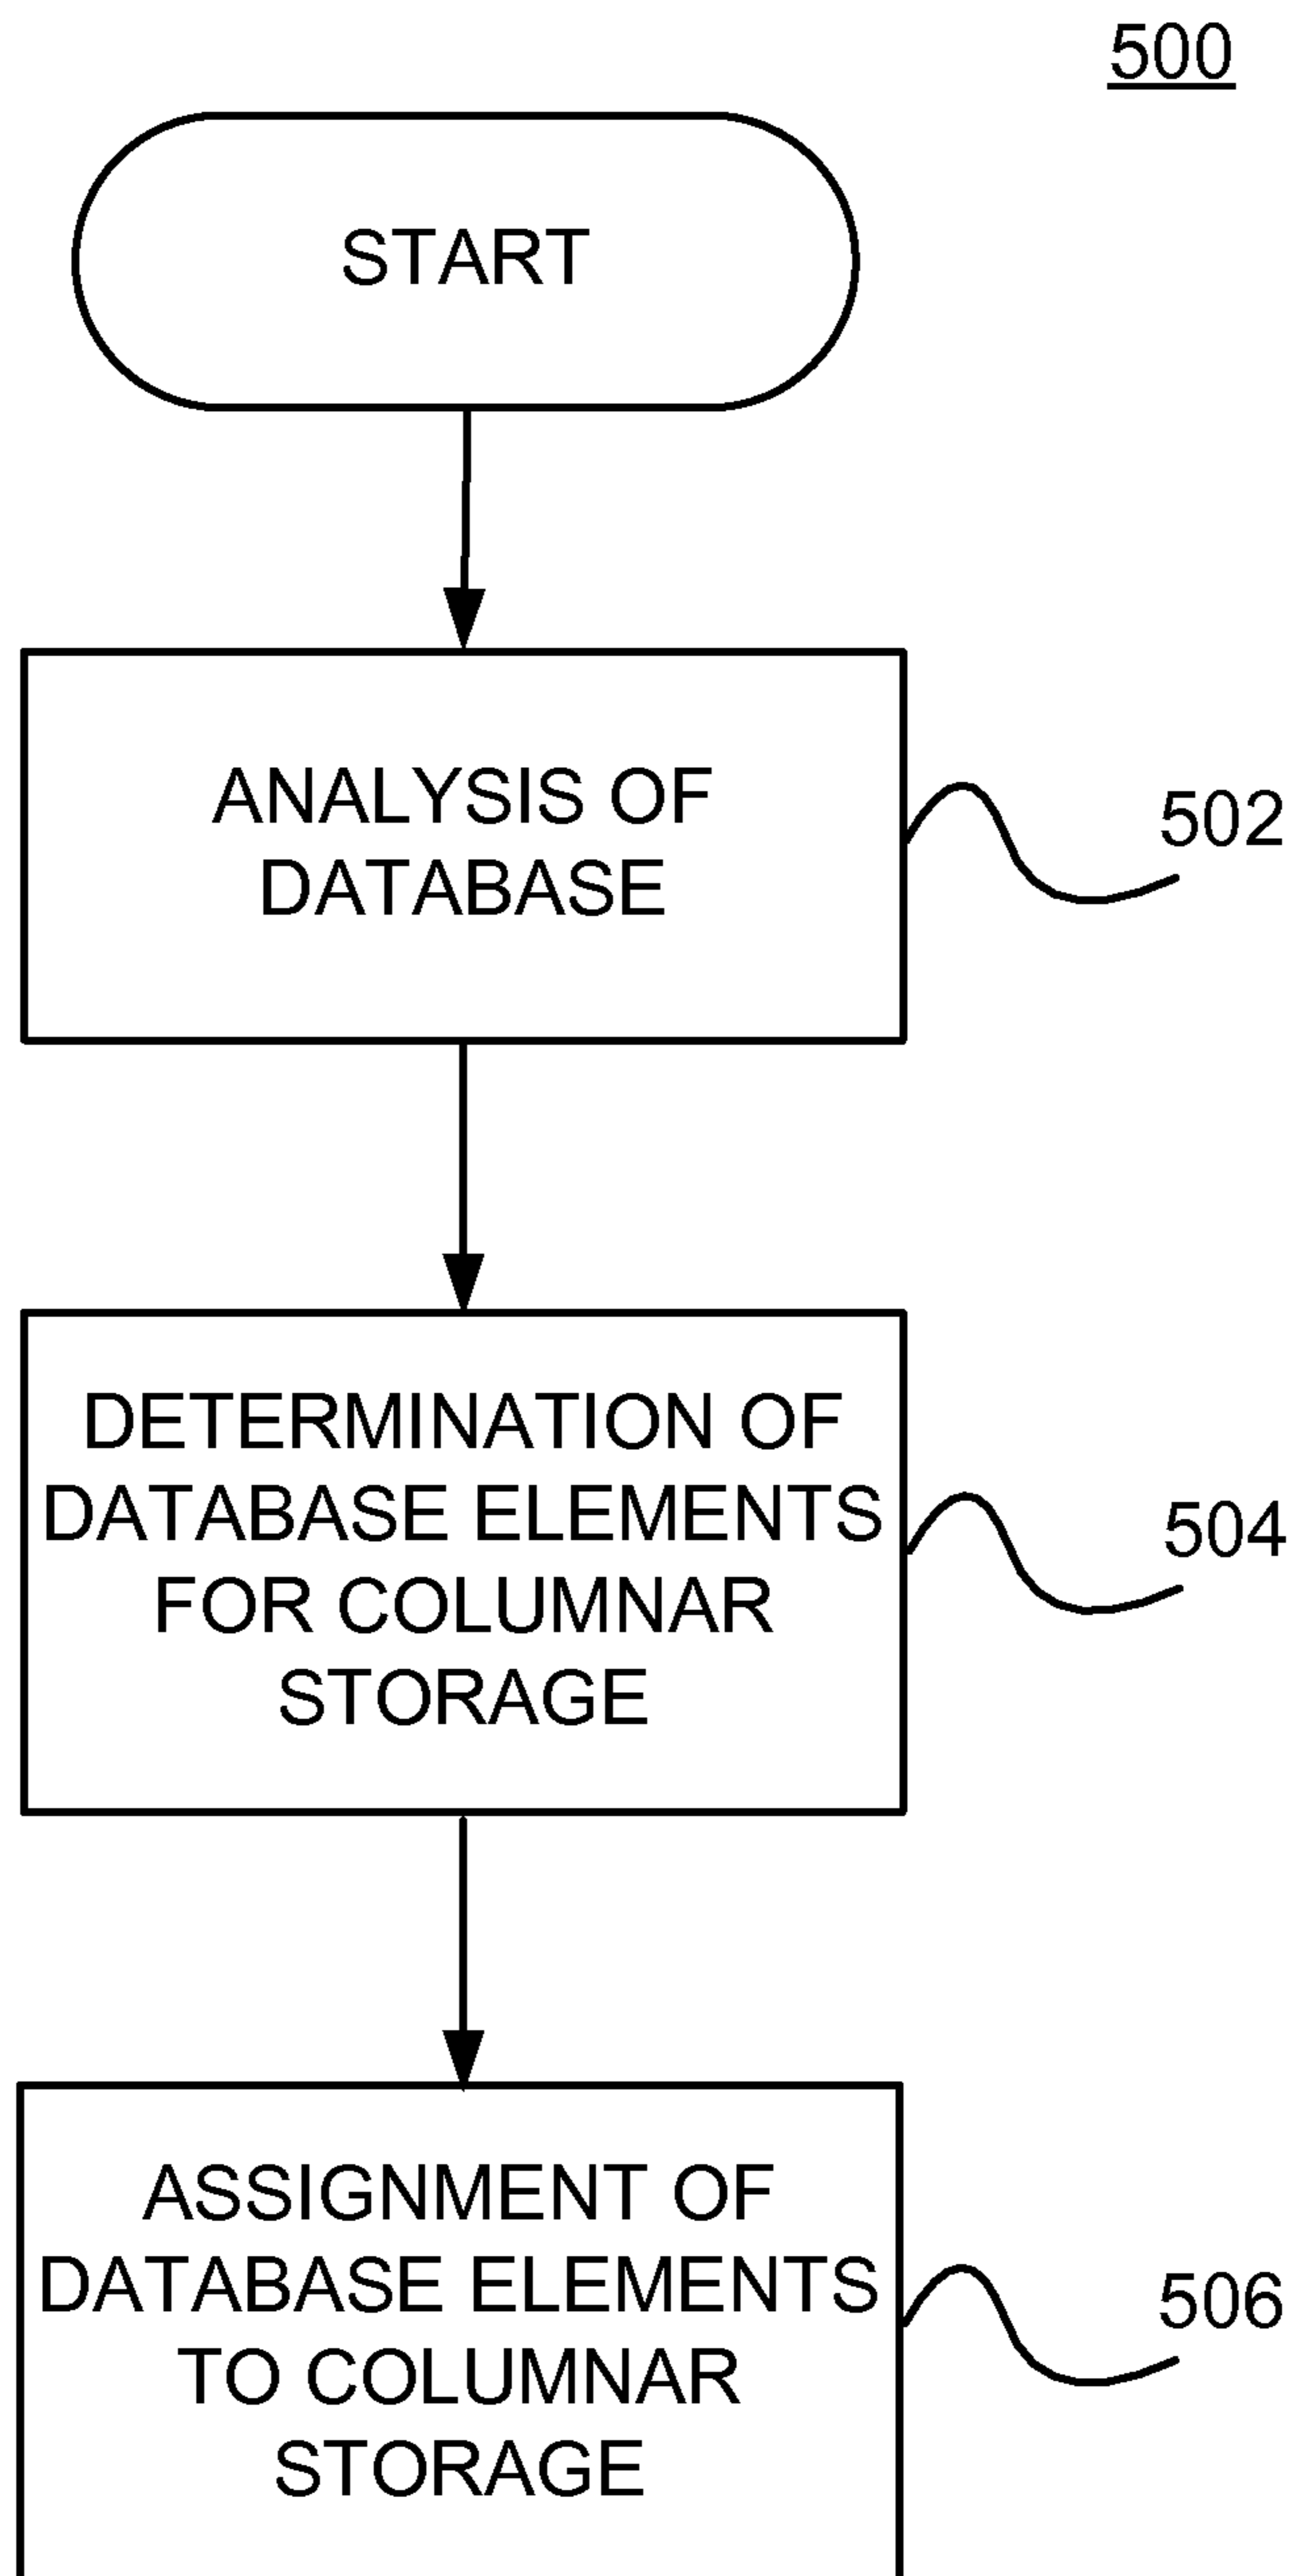 500
START
ANALYSIS OF
DATABASE
502
DETERMINATION OF
DATABASE ELEMENTS
FOR COLUMNAR
STORAGE
504
ASSIGNMENT OF
DATABASE ELEMENTS
TO COLUMNAR
STORAGE
506